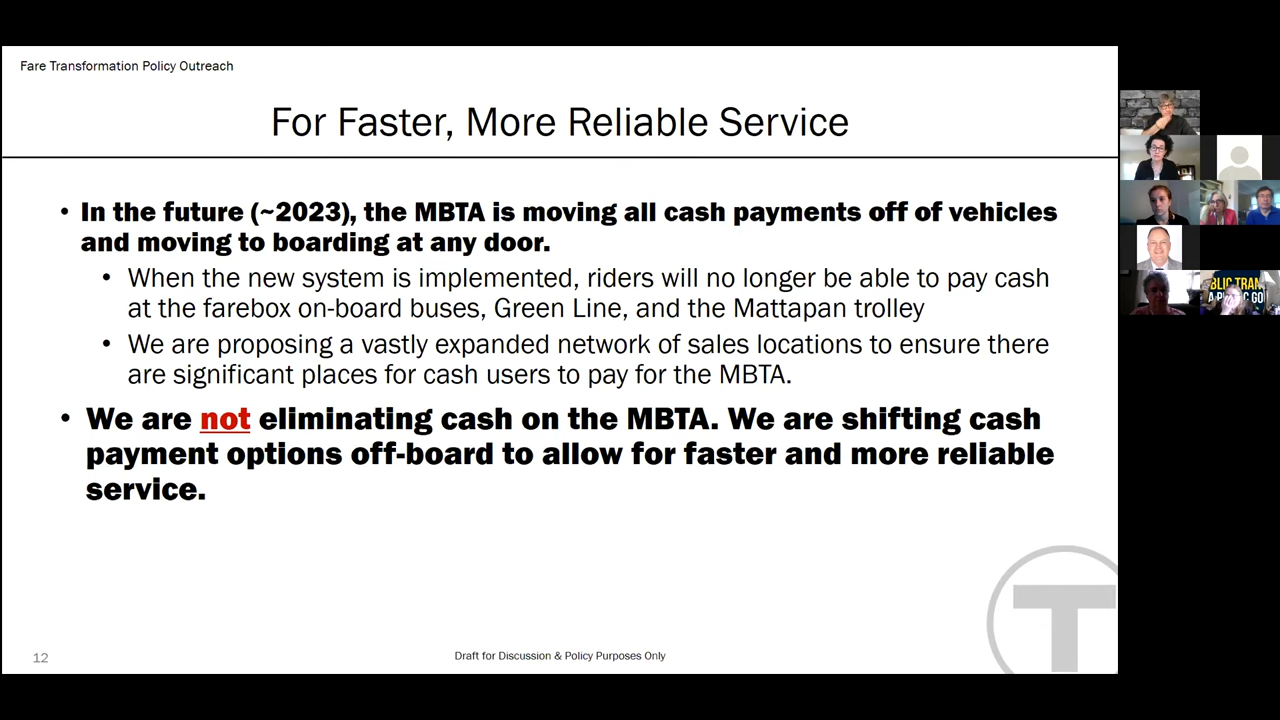 Fare Transformation Policy Outreach
For Faster, More Reliable Service
• In the future (~2023), the MBTA is moving all cash payments off of vehicles
and moving to boarding at any door.
• When the new system is implemented, riders will no longer be able to pay cash
at the farebox on-board buses, Green Line, and the Mattapan trolley
• We are proposing a vastly expanded network of sales locations to ensure there
are significant places for cash users to pay for the MBTA.
• We are not eliminating cash on the MBTA. We are shifting cash
payment options off-board to allow for faster and more reliable
service.
T
12
Draft for Discussion & Policy Purposes Only